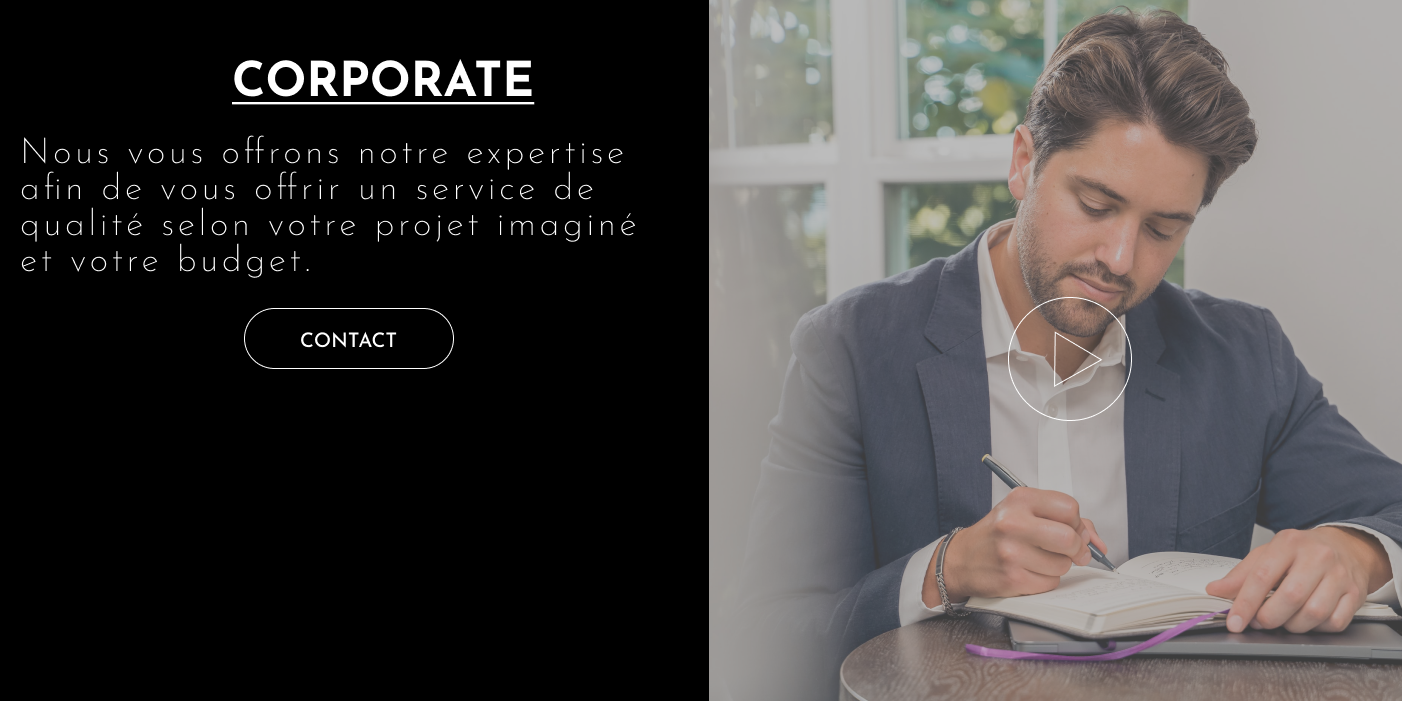 CORPORATE
Nous vous offrons notre expertise
afin de vous offrir un service de
qualité selon votre projet imaginé
et votre budget.
CONTACT